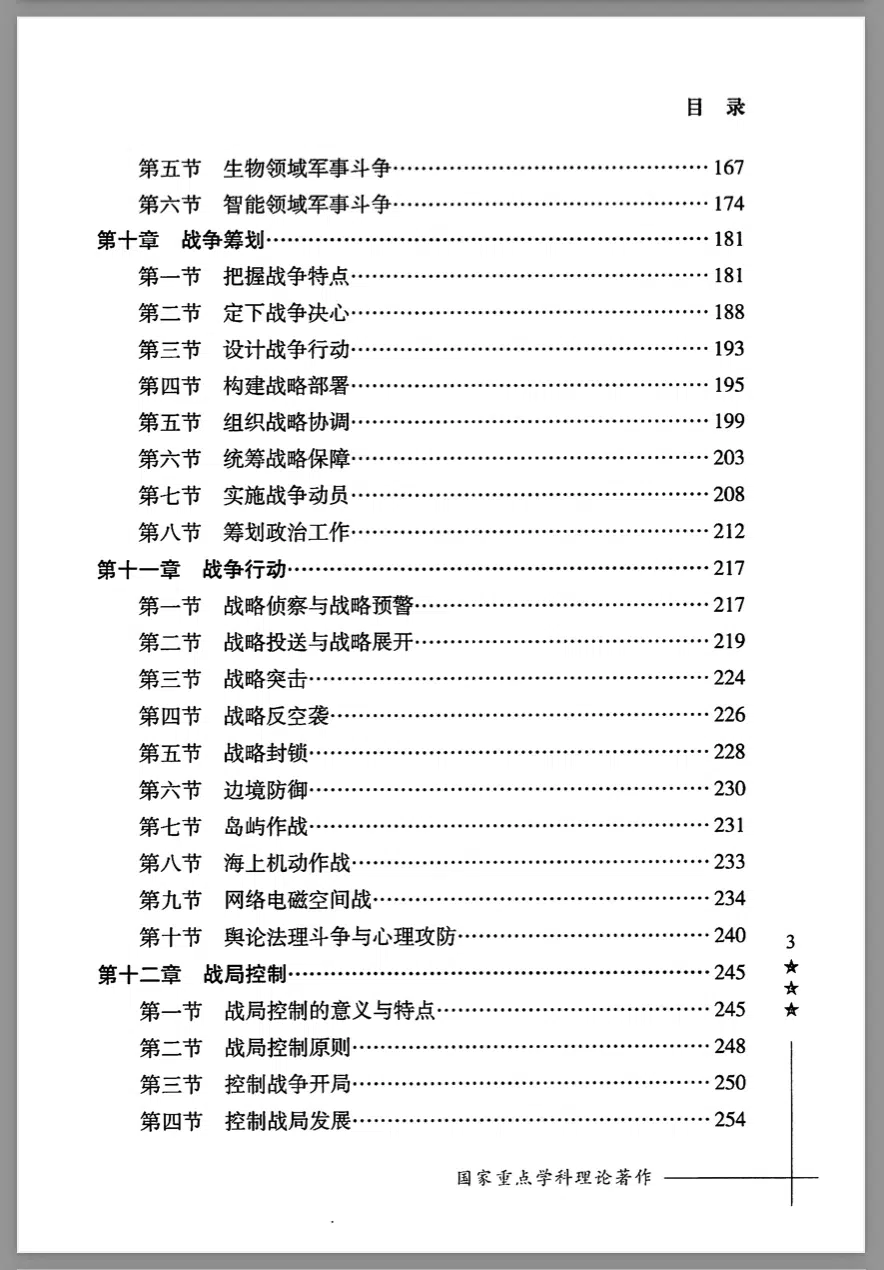 目 录
第五节 生物领域军事斗争……………………………………… 167
第六节 智能领域军事斗争……………………………………… 174
第十章 战争筹划……………………………………………………… 181
第一节 把握战争特点…………………………………………… 181
第二节 定下战争决心…………………………………………… 188
第三节 设计战争行动…………………………………………… 193
第四节 构建战略部署…………………………………………… 195
第五节 组织战略协调…………………………………………… 199
第六节 统筹战略保障…………………………………………… 203
第七节 实施战争动员…………………………………………… 208
第八节 筹划政治工作…………………………………………… 212
第十一章 战争行动…………………………………………………… 217
第一节 战略侦察与战略预警…………………………………… 217
第二节 战略投送与战略展开…………………………………… 219
第三节 战略突击………………………………………………… 224
第四节 战略反空袭……………………………………………… 226
第五节 战略封锁………………………………………………… 228
第六节 边境防御………………………………………………… 230
第七节 岛屿作战………………………………………………… 231
第八节 海上机动作战…………………………………………… 233
第九节 网络电磁空间战………………………………………… 234
第十节 舆论法理斗争与心理攻防……………………………… 240
第十二章 战局控制…………………………………………………… 245
第一节 战局控制的意义与特点………………………………… 245
第二节 战局控制原则…………………………………………… 248
第三节 控制战争开局…………………………………………… 250
第四节 控制战局发展…………………………………………… 254
3
国家重点学科理论著作